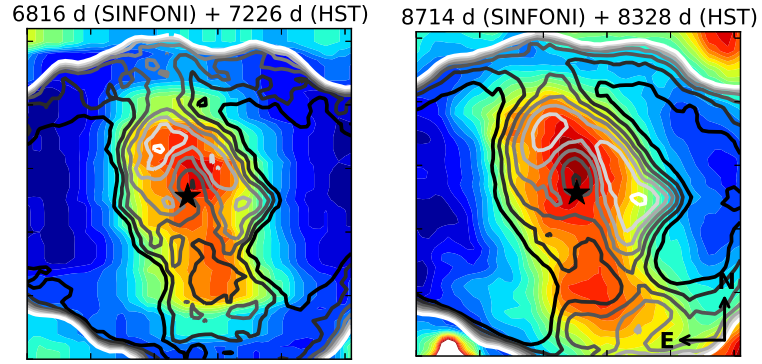 6816 d (SINFONI) + 7226 d (HST)
8714 d (SINFONI) + 8328 d (HST)
N
E